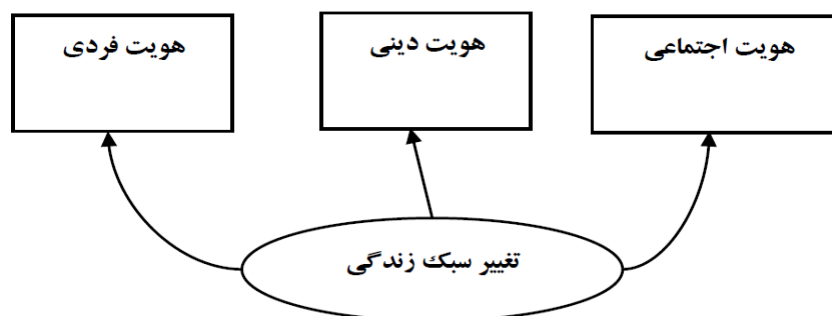 هویت اجتماعی
هویت دینی
هویت فردی
تغییر سبک زندگی